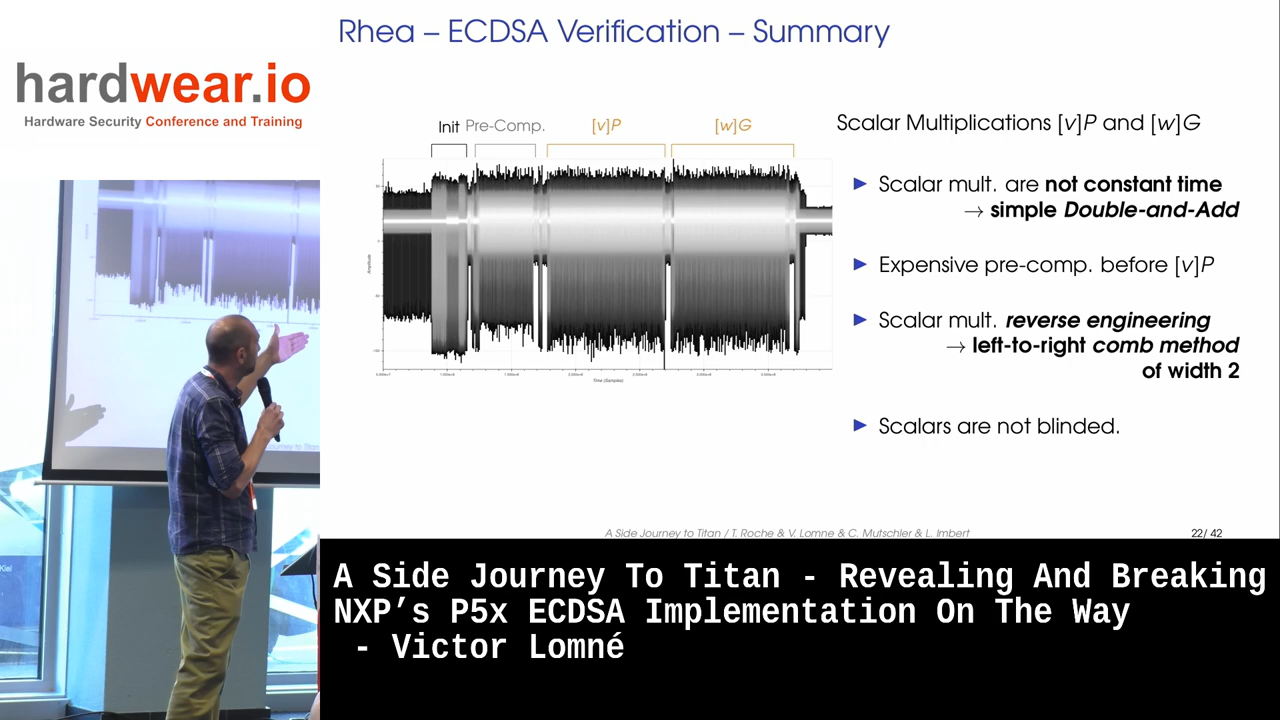 Rhea – ECDSA Verification – Summary
hardwear.io
Hardware Security Conference and Training
Init Pre-Comp. [v]P [w]G
Scalar Multiplications [v]P and [w]G
► Scalar mult. are not constant time
→ simple Double-and-Add
► Expensive pre-comp. before [v]P
► Scalar mult. reverse engineering
→ left-to-right comb method
of width 2
► Scalars are not blinded.
Time (Samples)
A Side Journey to Titan / T. Roche & V. Lomne & C. Mutschler & L. Imbert
22/ 42
A Side Journey To Titan - Revealing And Breaking
NXP’s P5x ECDSA Implementation On The Way
- Victor Lomné